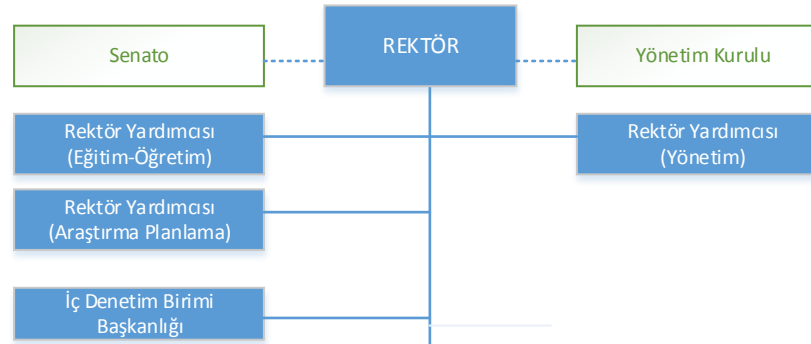 REKTÖR
Senato
Yönetim Kurulu
Rektör Yardımcısı
(Eğitim-Öğretim)
Rektör Yardımcısı
(Yönetim)
Rektör Yardımcısı
(Araştırma Planlama)
İç Denetim Birimi
Başkanlığı